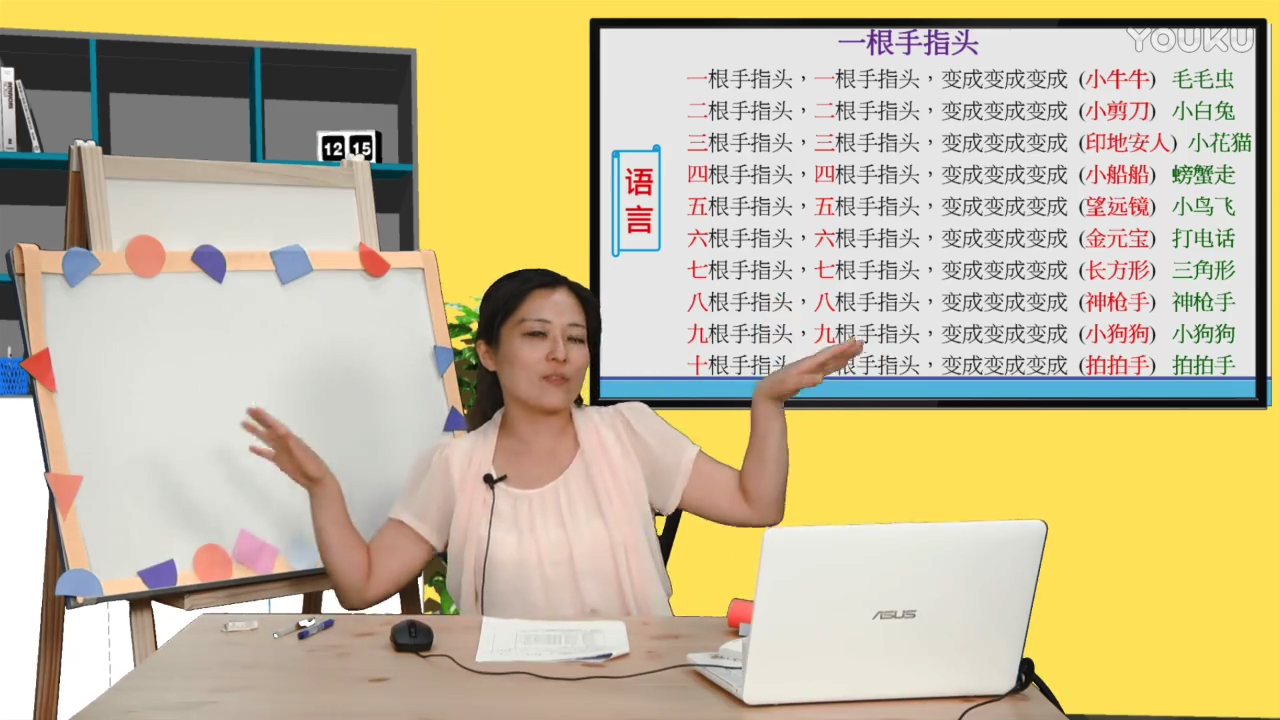 YOUKU
一根手指头
一根手指头，一根手指头，变成变成变成（小牛牛） 毛毛虫
二根手指头，二根手指头，变成变成变成（小剪刀） 小白兔
三根手指头，三根手指头，变成变成变成（印地安人） 小花猫
四根手指头，四根手指头，变成变成变成（小船船） 螃蟹走
五根手指头，五根手指头，变成变成变成（望远镜） 小鸟飞
六根手指头，六根手指头，变成变成变成（金元宝） 打电话
七根手指头，七根手指头，变成变成变成（长方形） 三角形
八根手指头，八根手指头，变成变成变成（神枪手） 神枪手
九根手指头，九根手指头，变成变成变成（小狗狗） 小狗狗
十根手指头 根手指头，变成变成变成（拍拍手） 拍拍手
语言
12 15
ASUS